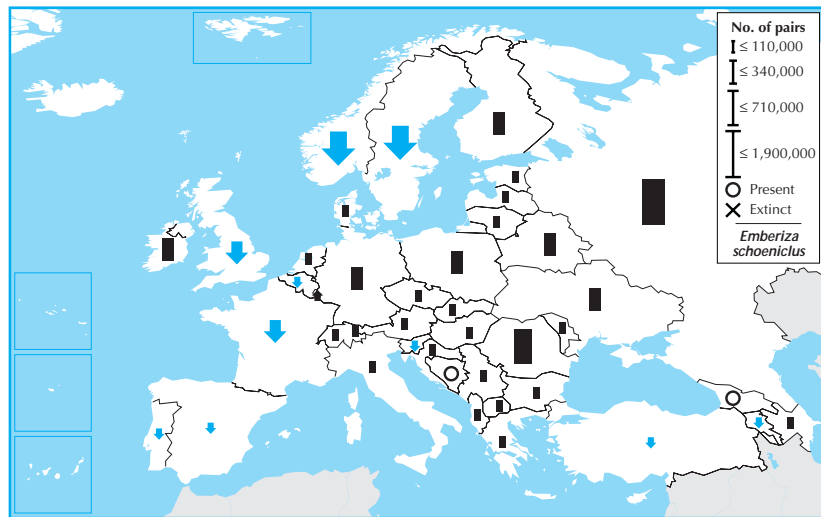 No. of pairs
≤ 110,000
≤ 340,000
≤ 710,000
≤ 1,900,000
Present
Extinct
Emberiza
schoeniclus